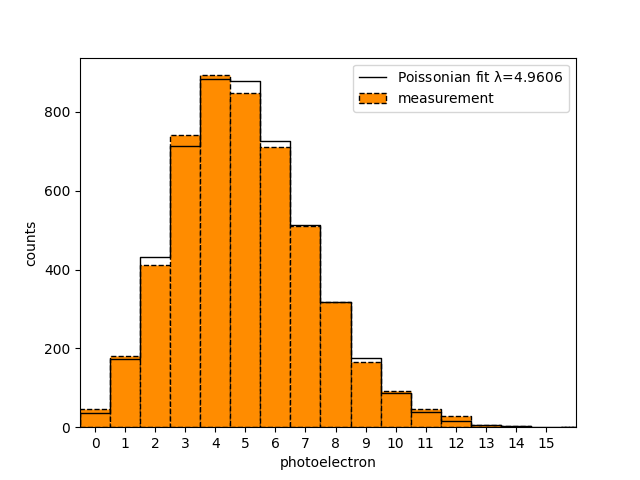 Poissonian fit λ=4.9606
measurement
800
600
400
200
0
counts
0 1 2 3 4 5 6 7 8 9 10 11 12 13 14 15
photoelectron